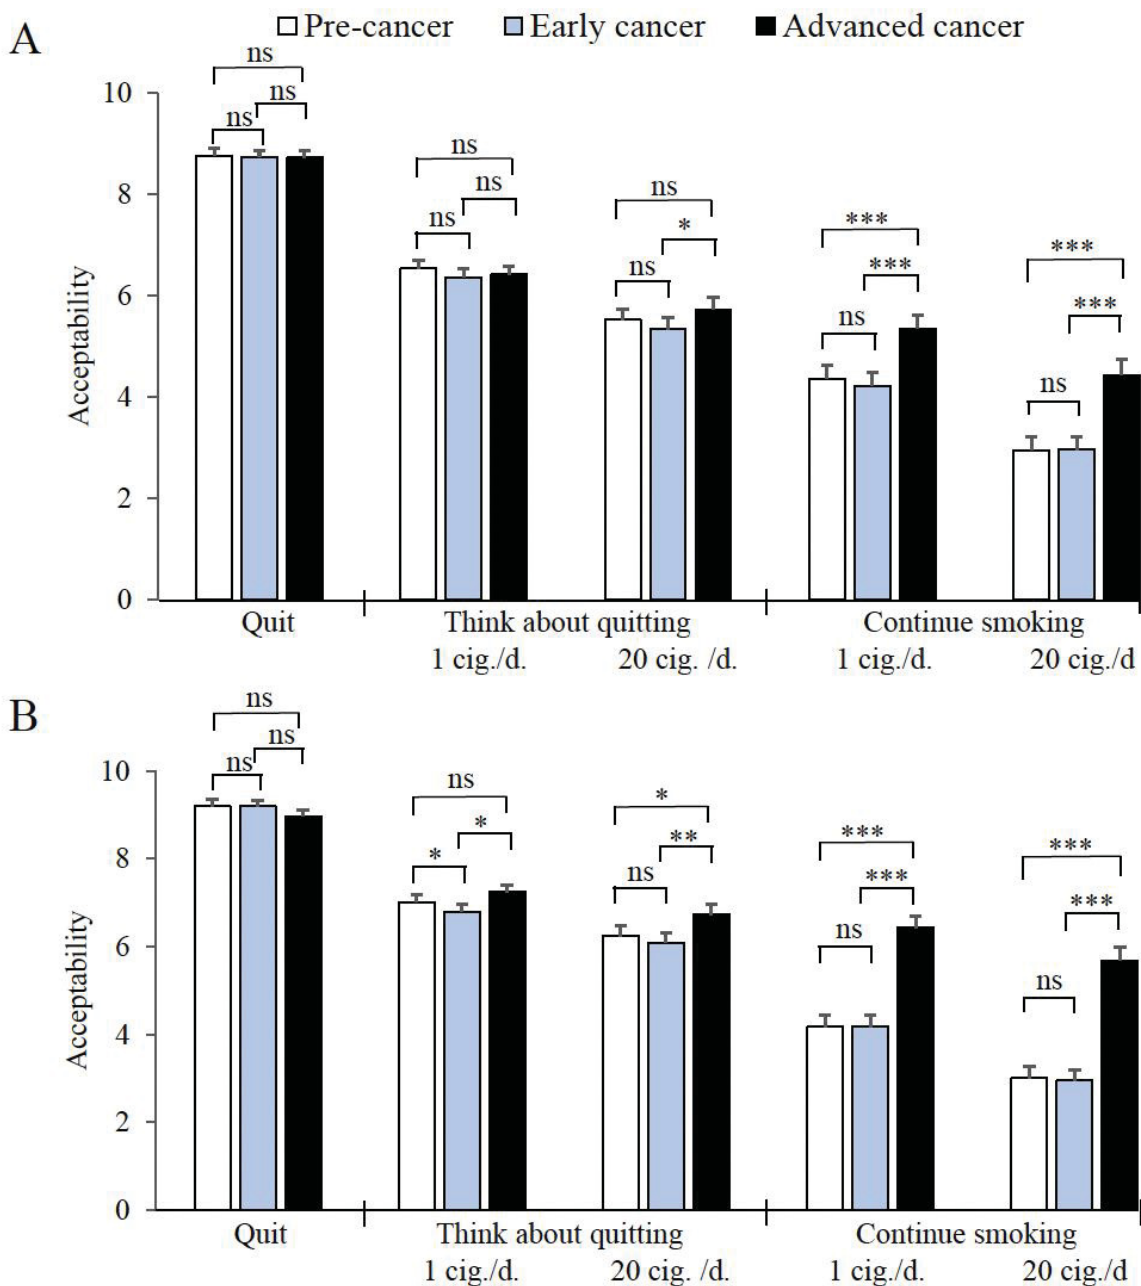 A
Pre-cancer Early cancer Advanced cancer
ns
ns
ns
ns
ns
ns
ns
*
ns
***
***
ns
***
***
ns
10
8
6
4
2
0
Acceptability
Quit Think about quitting Continue smoking
1 cig./d. 20 cig. /d. 1 cig./d. 20 cig./d
B
ns
ns
ns
ns
*
*
*
**
ns
***
***
ns
***
***
ns
10
8
6
4
2
0
Acceptability
Quit Think about quitting Continue smoking
1 cig./d. 20 cig./d. 1 cig./d. 20 cig./d